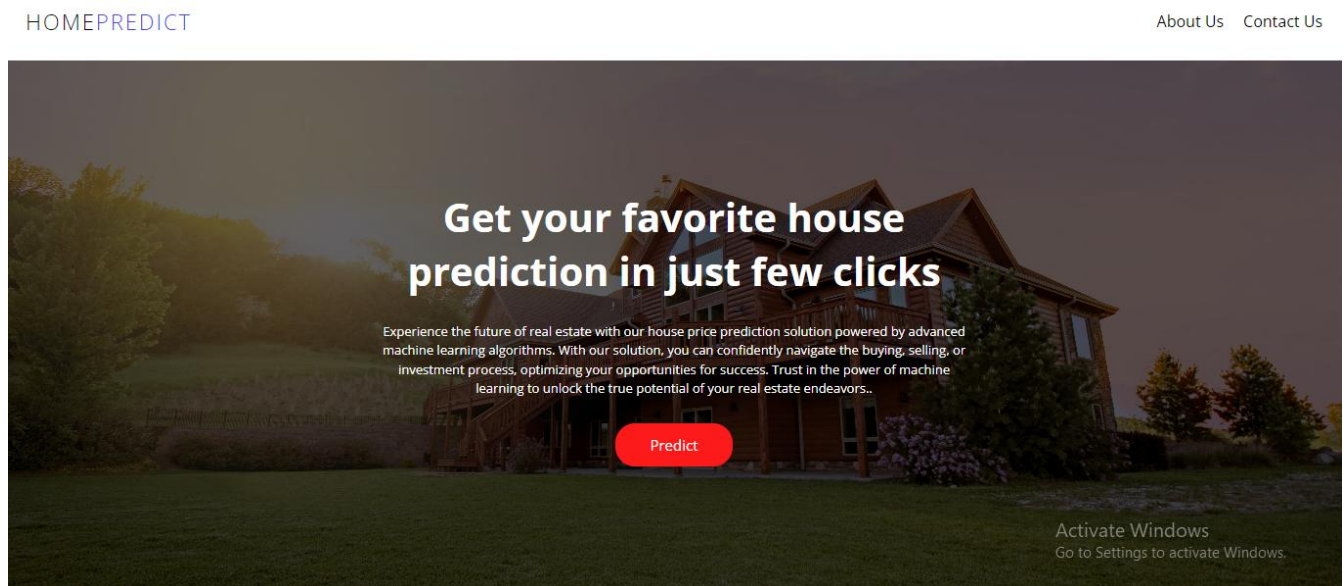 HOMEPREDICT
About Us
Contact Us
Get your favorite house
prediction in just few clicks
Experience the future of real estate with our house price prediction solution powered by advanced
machine learning algorithms. With our solution, you can confidently navigate the buying, selling, or
investment process, optimizing your opportunities for success. Trust in the power of machine
learning to unlock the true potential of your real estate endeavors..
Predict
Activate Windows
Go to Settings to activate Windows.